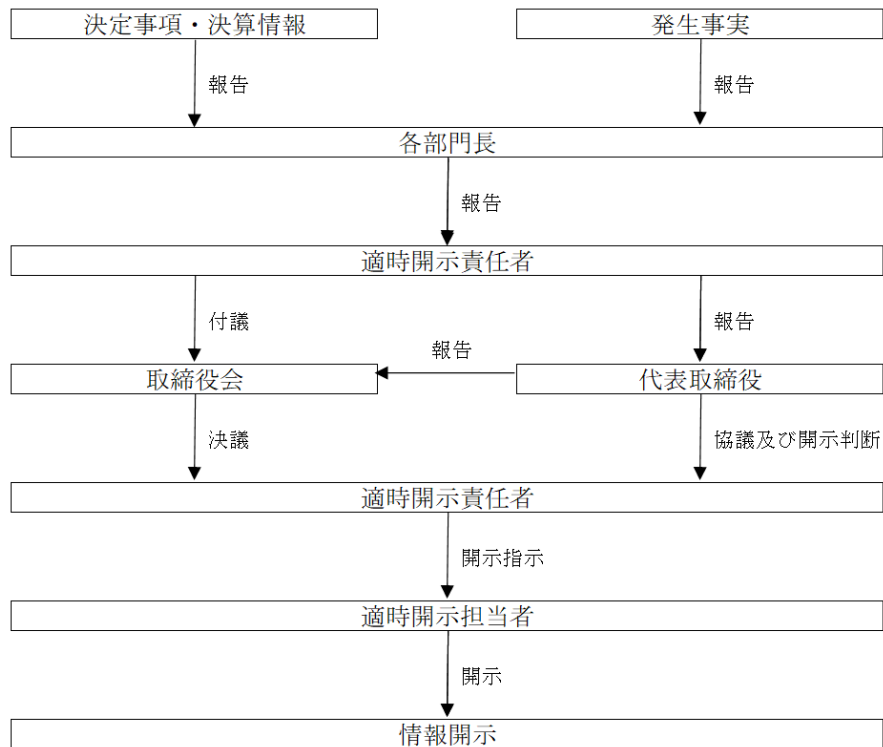 決定事項・決算情報
発生事実
報告
報告
各部門長
報告
適時開示責任者
付議
報告
報告
取締役会
代表取締役
決議
協議及び開示判断
適時開示責任者
開示指示
適時開示担当者
開示
情報開示